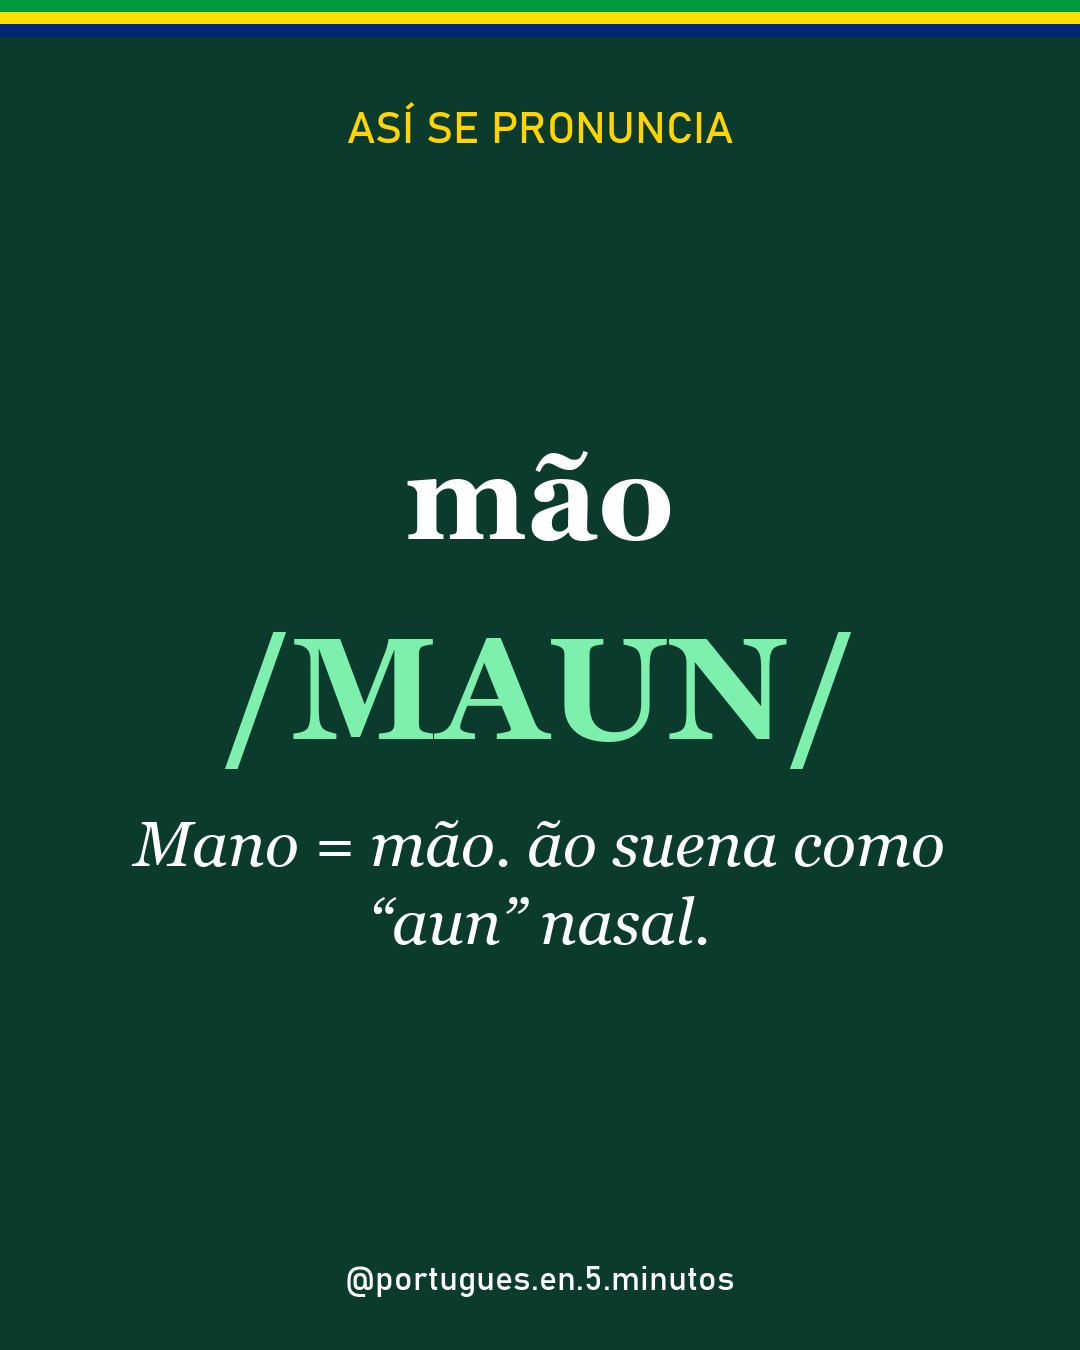 ASÍ SE PRONUNCIA
mão
/MAUN/
Mano = mão. ão suena como
“aun” nasal.
@portugues.en.5.minutos